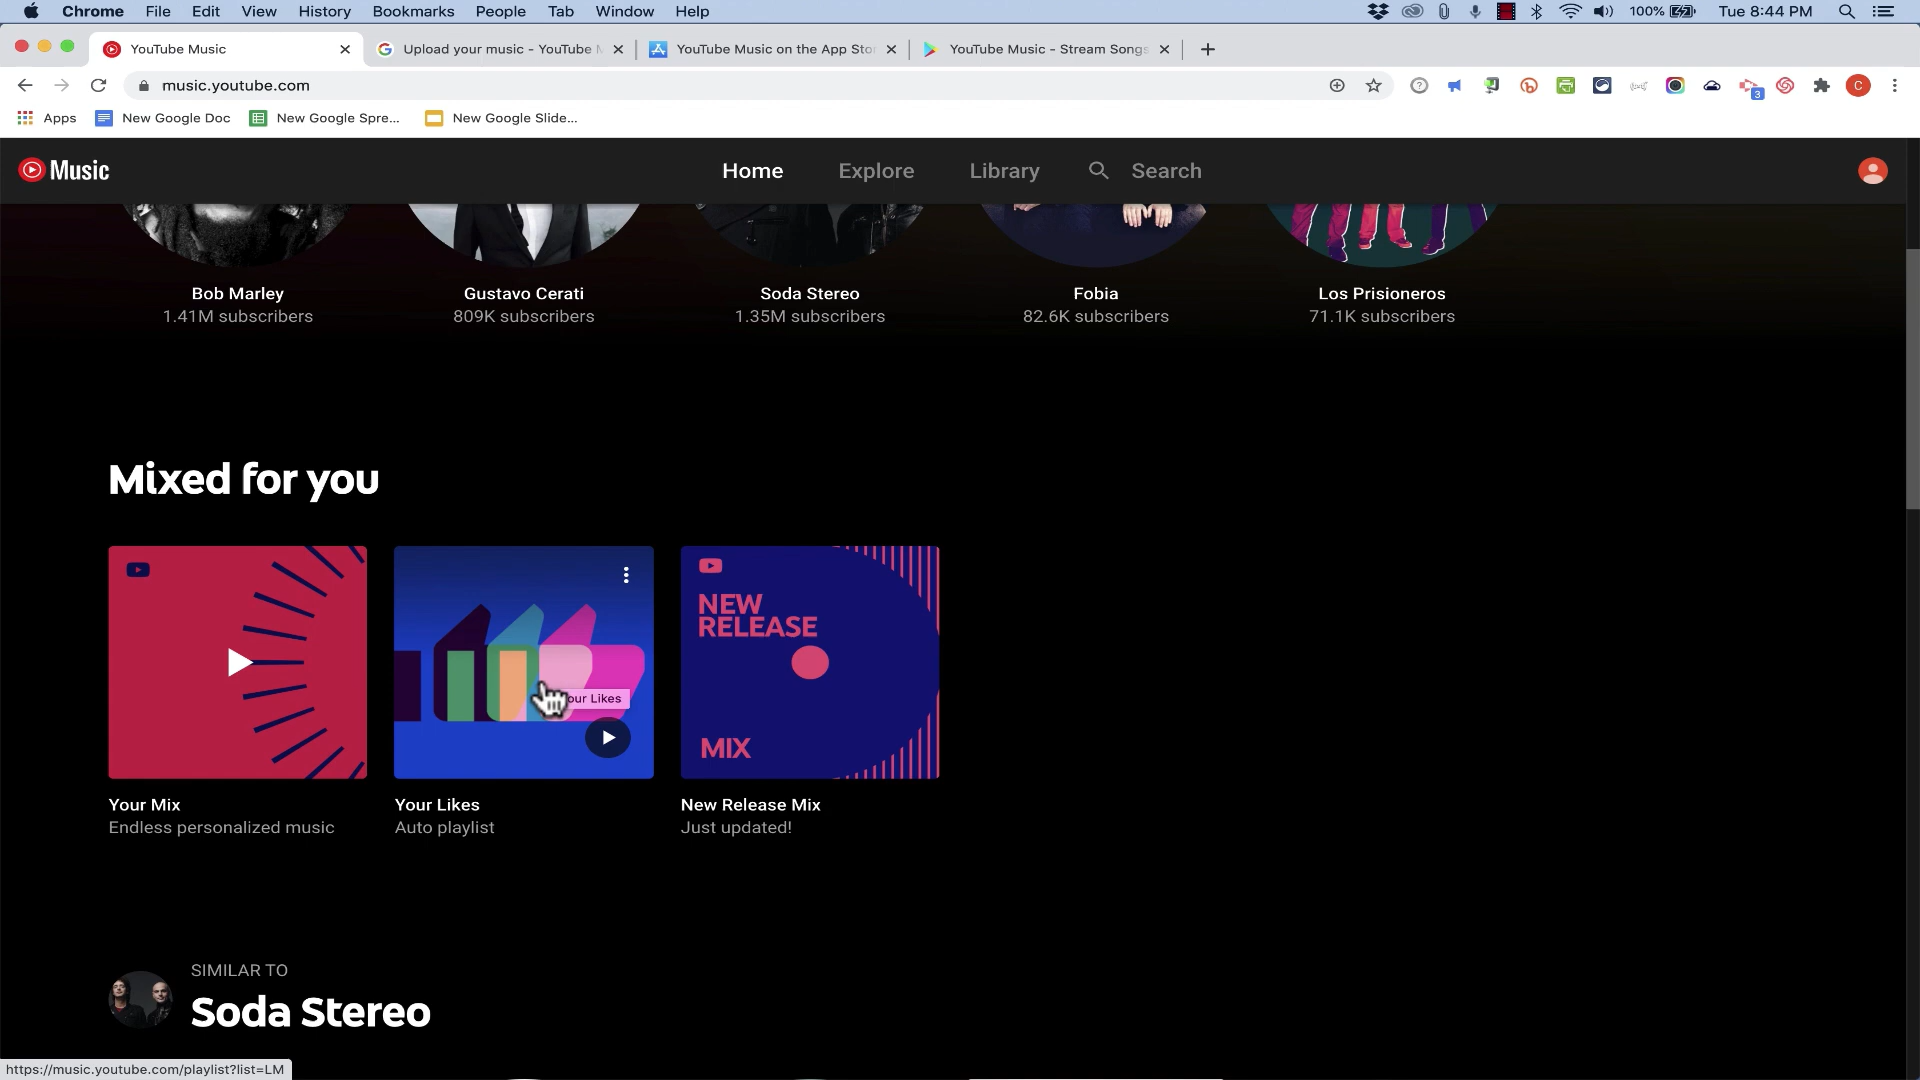 Chrome File Edit View History Bookmarks People Tab Window Help 100% Tue 8:44 PM
YouTube Music Upload your music - YouTube M YouTube Music on the App Stor YouTube Music - Stream Songs
music.youtube.com C 3
Apps New Google Doc New Google Spre... New Google Slide...
Music Home Explore Library Search
Bob Marley Gustavo Cerati Soda Stereo Fobia Los Prisioneros
1.41M subscribers 809K subscribers 1.35M subscribers 82.6K subscribers 71.1K subscribers
Mixed for you
NEW
RELEASE
our Likes
MIX
Your Mix Your Likes New Release Mix
Endless personalized music Auto playlist Just updated!
SIMILAR TO
Soda Stereo
https://music.youtube.com/playlist?list=LM